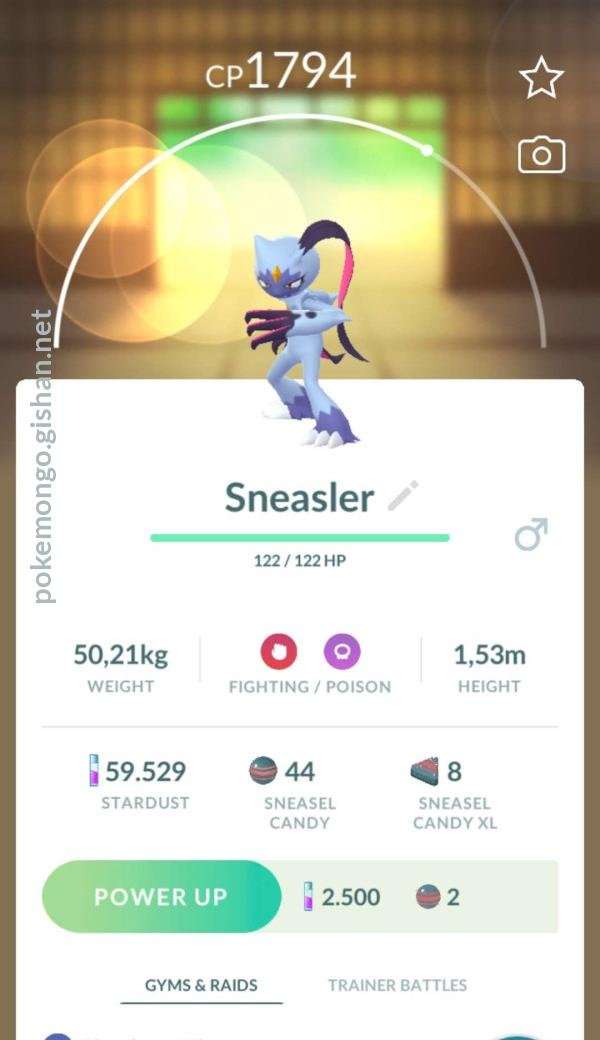 CP1794
pokemongo.gishan.net
Sneasler
122 / 122 HP
50,21kg
WEIGHT
FIGHTING / POISON
1,53m
HEIGHT
59.529
STARDUST
44
SNEASEL
CANDY
8
SNEASEL
CANDY XL
POWER UP
2.500
2
GYMS & RAIDS
TRAINER BATTLES